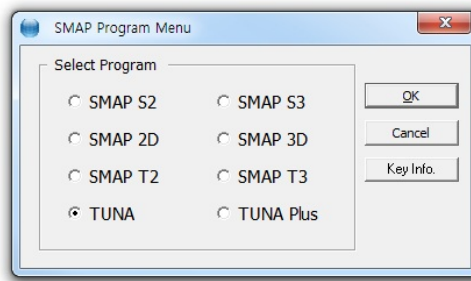 SMAP Program Menu
Select Program
SMAP S2 SMAP S3
SMAP 2D SMAP 3D
SMAP T2 SMAP T3
TUNA TUNA Plus
OK
Cancel
Key Info.